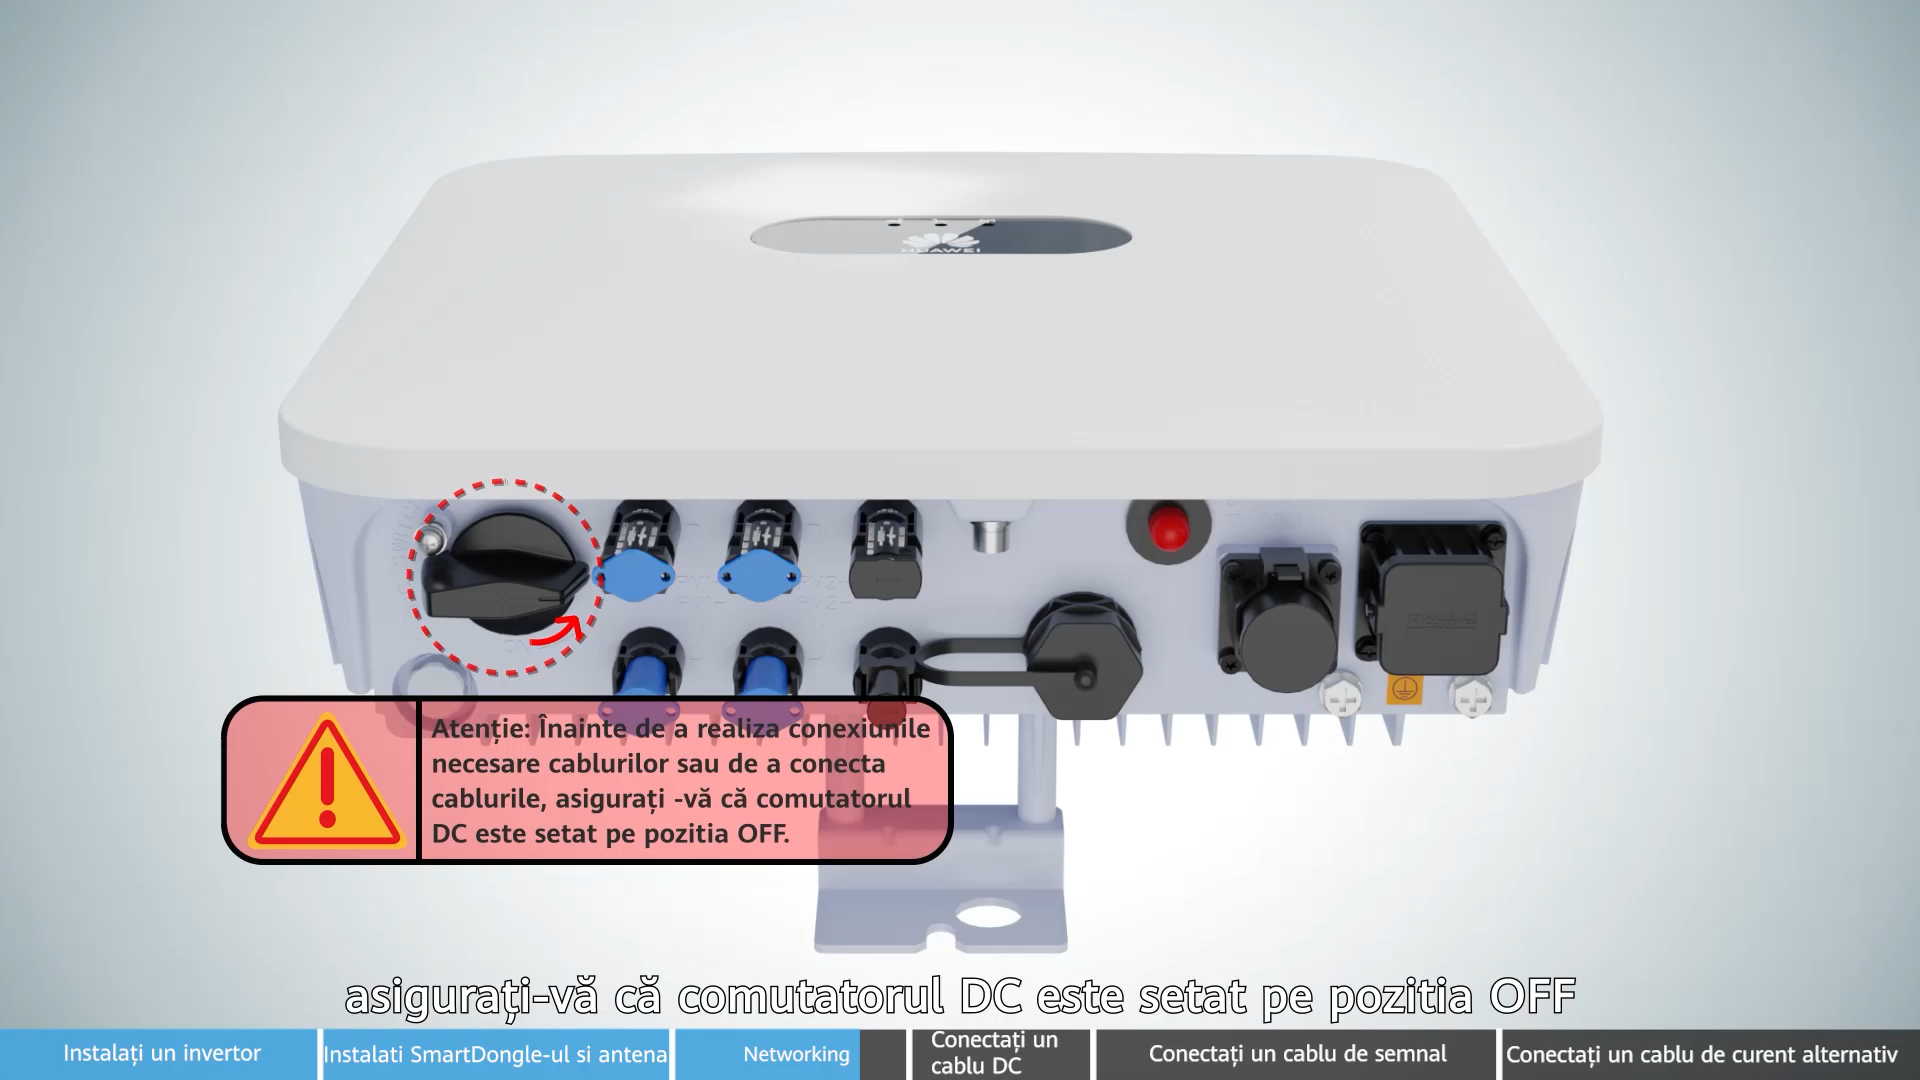 HUAWEI
Atenție: Înainte de a realiza conexiunile
necesare cablurilor sau de a conecta
cablurile, asigurați -vă că comutatorul
DC este setat pe pozitia OFF.
asigurați-vă că comutatorul DC este setat pe pozitia OFF
Instalați un invertor
Instalati SmartDongle-ul si antena
Networking
Conectați un
cablu DC
Conectați un cablu de semnal
Conectați un cablu de curent alternativ